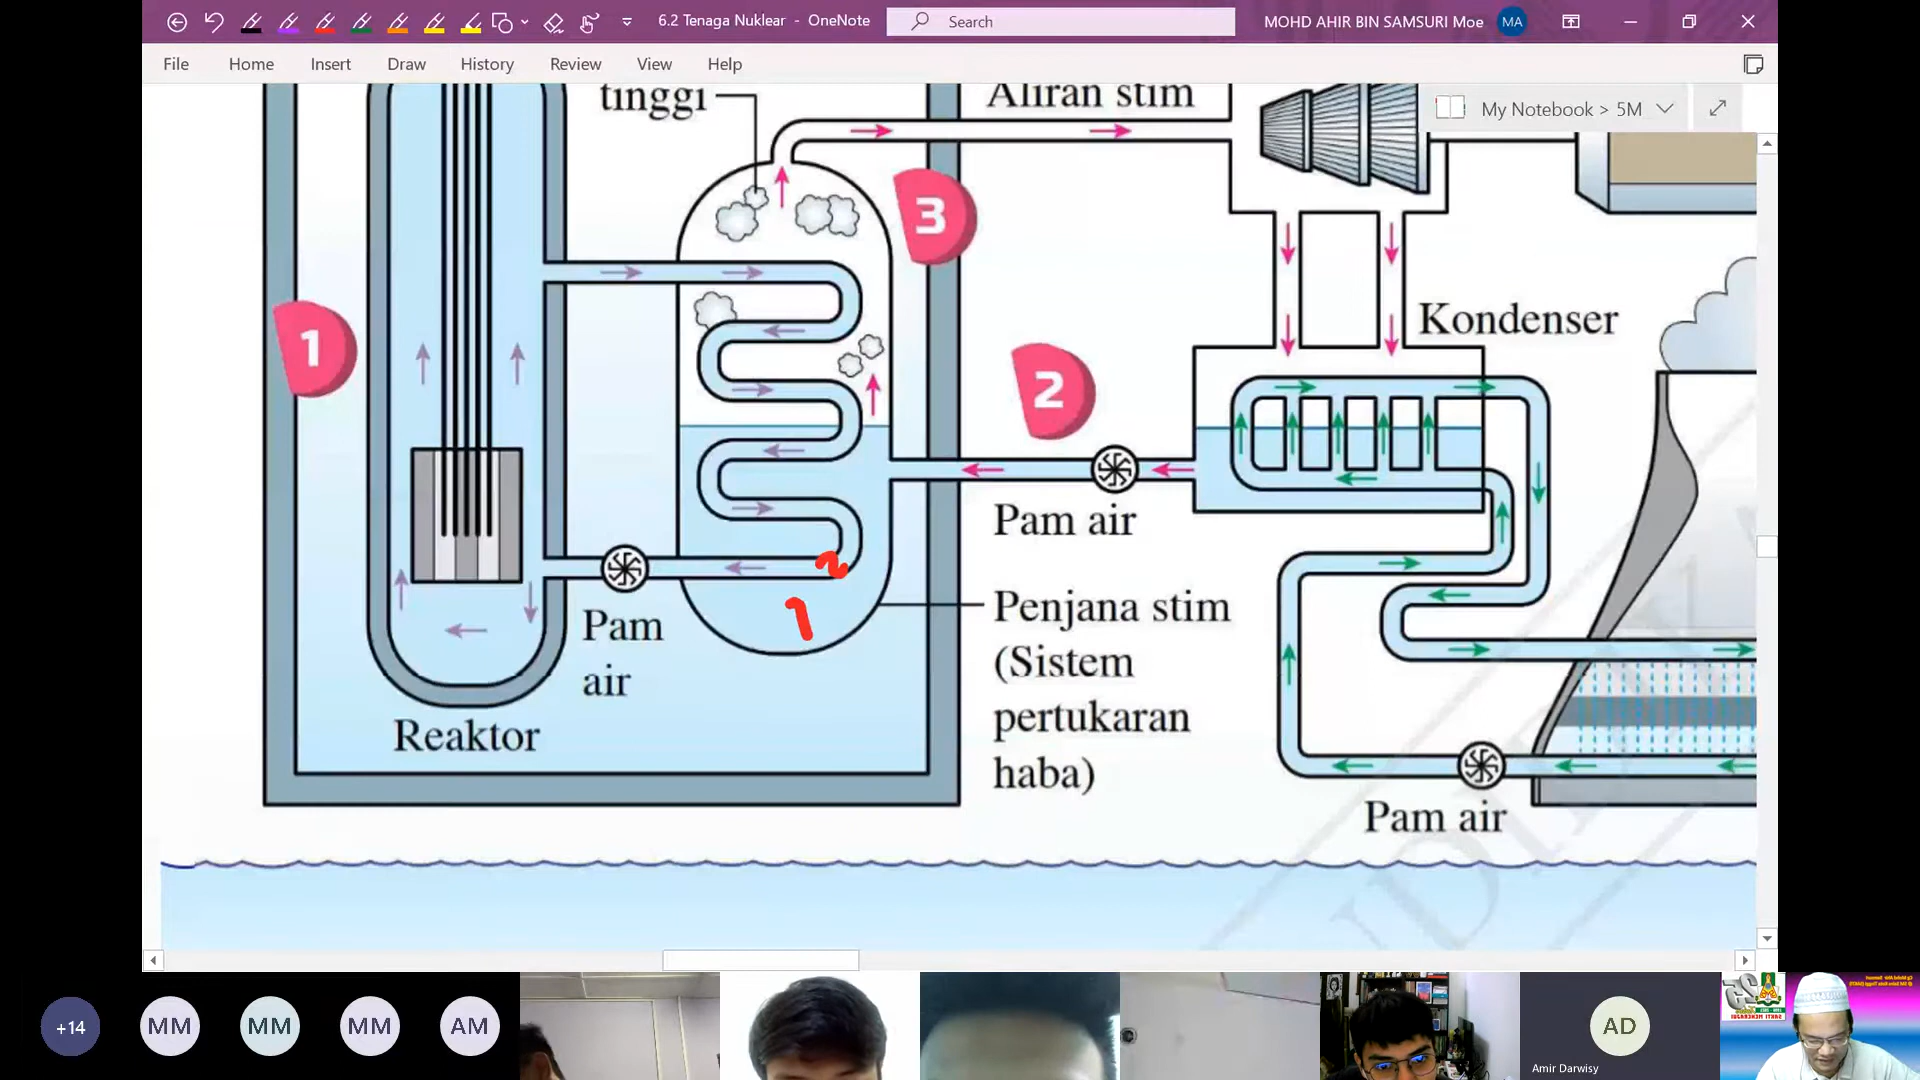 6.2 Tenaga Nuklear - OneNote
Search
MOHD AHIR BIN SAMSURI Moe
MA
File Home Insert Draw History Review View Help
My Notebook > 5M
tinggi
Aliran stim
3
1
Kondenser
2
Pam air
2
1
Pam
air
Penjana stim
(Sistem
pertukaran
haba)
Reaktor
Pam air
+14
MM
MM
MM
AM
AD
Amir Darwisy